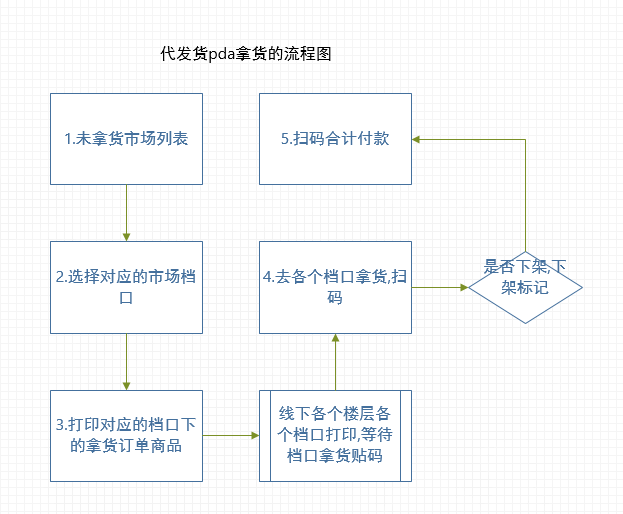 代发货pda拿货的流程图
1.未拿货市场列表
5.扫码合计付款
2.选择对应的市场档
口
4.去各个档口拿货,扫
码
是否下架,下
架标记
3.打印对应的档口下
的拿货订单商品
线下各个楼层各
个档口打印,等待
档口拿货贴码